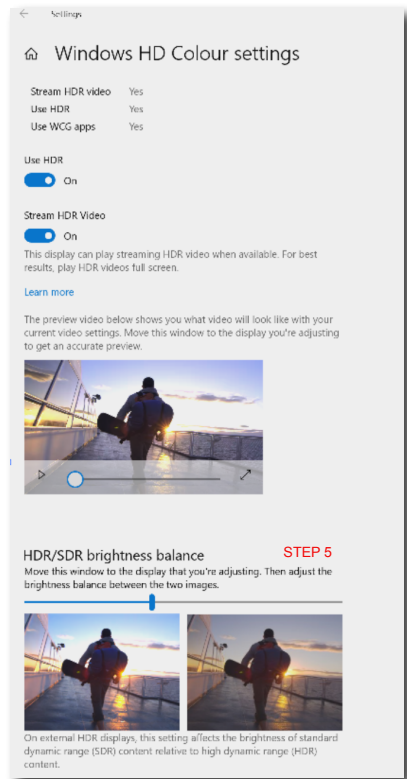 Settings
Windows HD Colour settings
Stream HDR video Yes
Use HDR Yes
Use WCG apps Yes
Use HDR
On
Stream HDR Video
On
This display can play streaming HDR video when available. For best
results, play HDR videos full screen.
Learn more
The preview video below shows you what video will look like with your
current video settings. Move this window to the display you're adjusting
to get an accurate preview.
HDR/SDR brightness balance STEP 5
Move this window to the display that you're adjusting. Then adjust the
brightness balance between the two images.
On external HDR displays, this setting affects the brightness of standard
dynamic range (SDR) content relative to high dynamic range (HDR)
content.